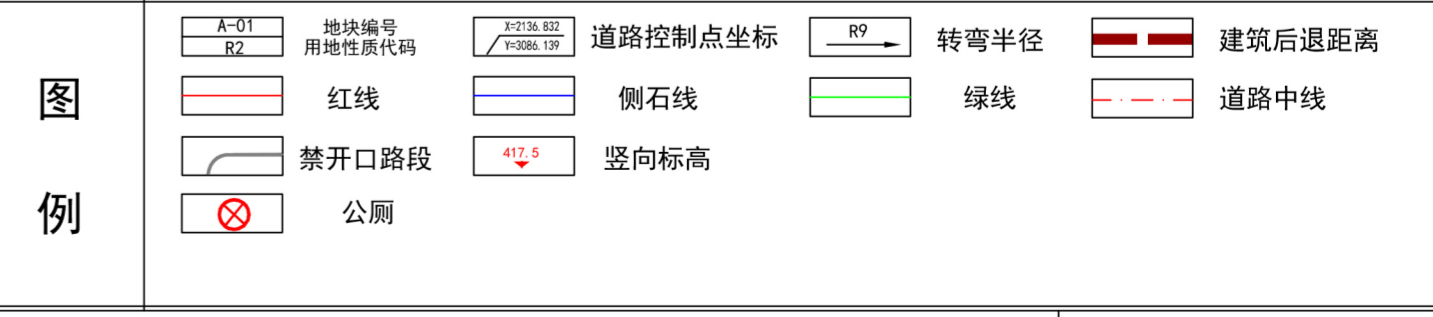 图例
A-01
R2
地块编号
用地性质代码
X=2136.832
Y=3086.139
道路控制点坐标
R9
转弯半径
建筑后退距离
红线
侧石线
绿线
道路中线
禁开口路段
417.5
竖向标高
公厕